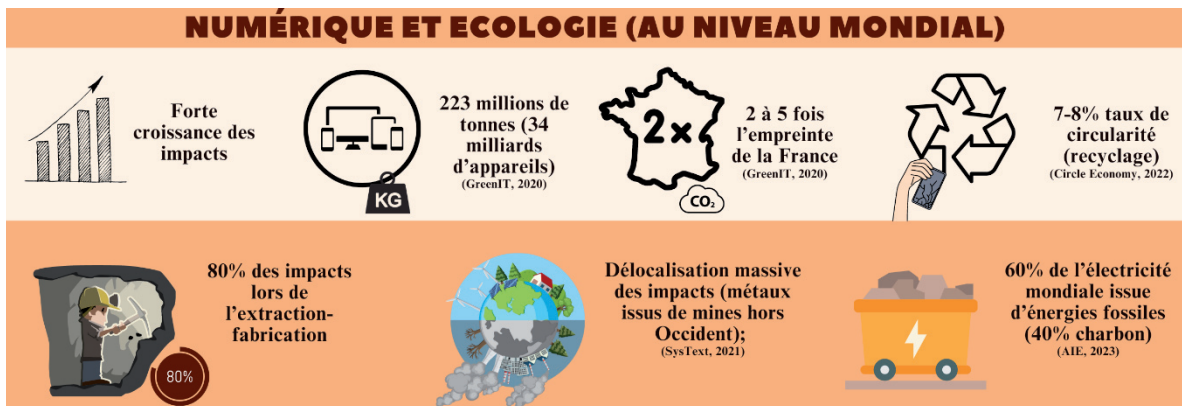 NUMÉRIQUE ET ECOLOGIE (AU NIVEAU MONDIAL)
Forte
croissance des
impacts
KG
223 millions de
tonnes (34
milliards
d'appareils)
(GreenIT, 2020)
2×
CO₂
2 à 5 fois
l'empreinte
de la France
(GreenIT, 2020)
7-8% taux de
circularité
(recyclage)
(Circle Economy, 2022)
80%
80% des impacts
lors de
l'extraction-
fabrication
Délocalisation massive
des impacts (métaux
issus de mines hors
Occident);
(SysText, 2021)
60% de l'électricité
mondiale issue
d'énergies fossiles
(40% charbon)
(AIE, 2023)